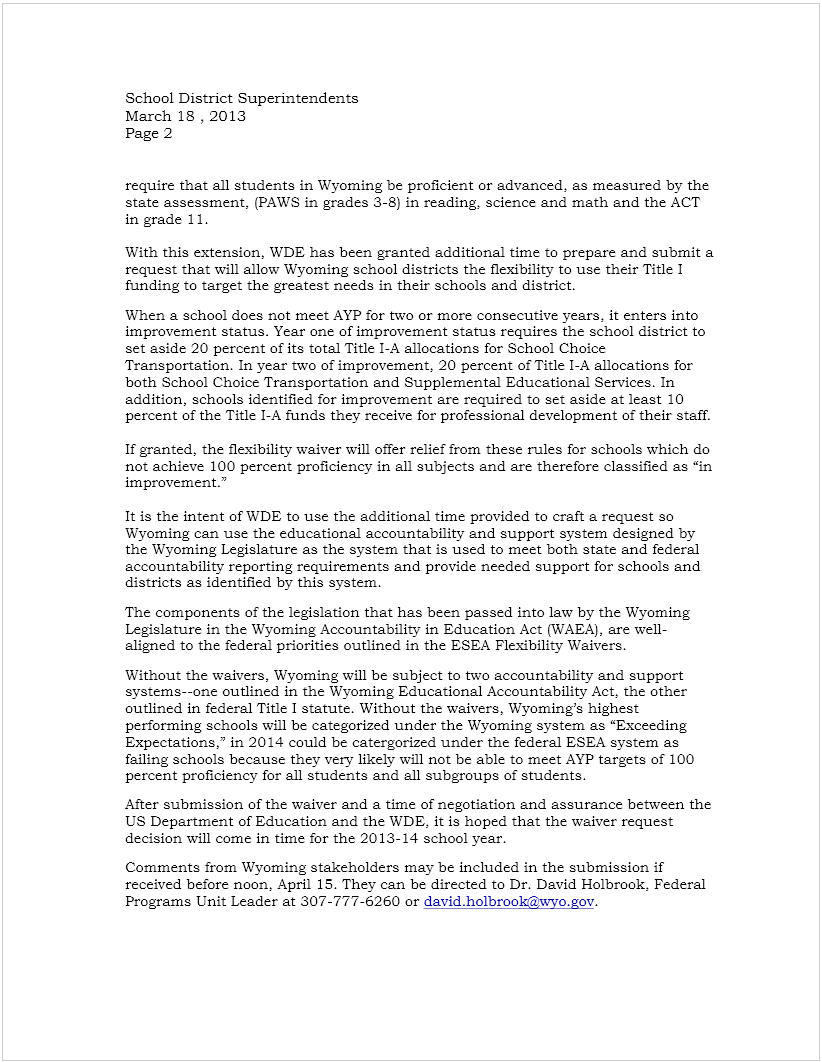 School District Superintendents
March 18 , 2013
Page 2
require that all students in Wyoming be proficient or advanced, as measured by the
state assessment, (PAWS in grades 3-8) in reading, science and math and the ACT
in grade 11.
With this extension, WDE has been granted additional time to prepare and submit a
request that will allow Wyoming school districts the flexibility to use their Title I
funding to target the greatest needs in their schools and district.
When a school does not meet AYP for two or more consecutive years, it enters into
improvement status. Year one of improvement status requires the school district to
set aside 20 percent of its total Title I-A allocations for School Choice
Transportation. In year two of improvement, 20 percent of Title I-A allocations for
both School Choice Transportation and Supplemental Educational Services. In
addition, schools identified for improvement are required to set aside at least 10
percent of the Title I-A funds they receive for professional development of their staff.
If granted, the flexibility waiver will offer relief from these rules for schools which do
not achieve 100 percent proficiency in all subjects and are therefore classified as “in
improvement.”
It is the intent of WDE to use the additional time provided to craft a request so
Wyoming can use the educational accountability and support system designed by
the Wyoming Legislature as the system that is used to meet both state and federal
accountability reporting requirements and provide needed support for schools and
districts as identified by this system.
The components of the legislation that has been passed into law by the Wyoming
Legislature in the Wyoming Accountability in Education Act (WAEA), are well-
aligned to the federal priorities outlined in the ESEA Flexibility Waivers.
Without the waivers, Wyoming will be subject to two accountability and support
systems--one outlined in the Wyoming Educational Accountability Act, the other
outlined in federal Title I statute. Without the waivers, Wyoming’s highest
performing schools will be categorized under the Wyoming system as “Exceeding
Expectations,” in 2014 could be catergorized under the federal ESEA system as
failing schools because they very likely will not be able to meet AYP targets of 100
percent proficiency for all students and all subgroups of students.
After submission of the waiver and a time of negotiation and assurance between the
US Department of Education and the WDE, it is hoped that the waiver request
decision will come in time for the 2013-14 school year.
Comments from Wyoming stakeholders may be included in the submission if
received before noon, April 15. They can be directed to Dr. David Holbrook, Federal
Programs Unit Leader at 307-777-6260 or david.holbrook@wyo.gov.